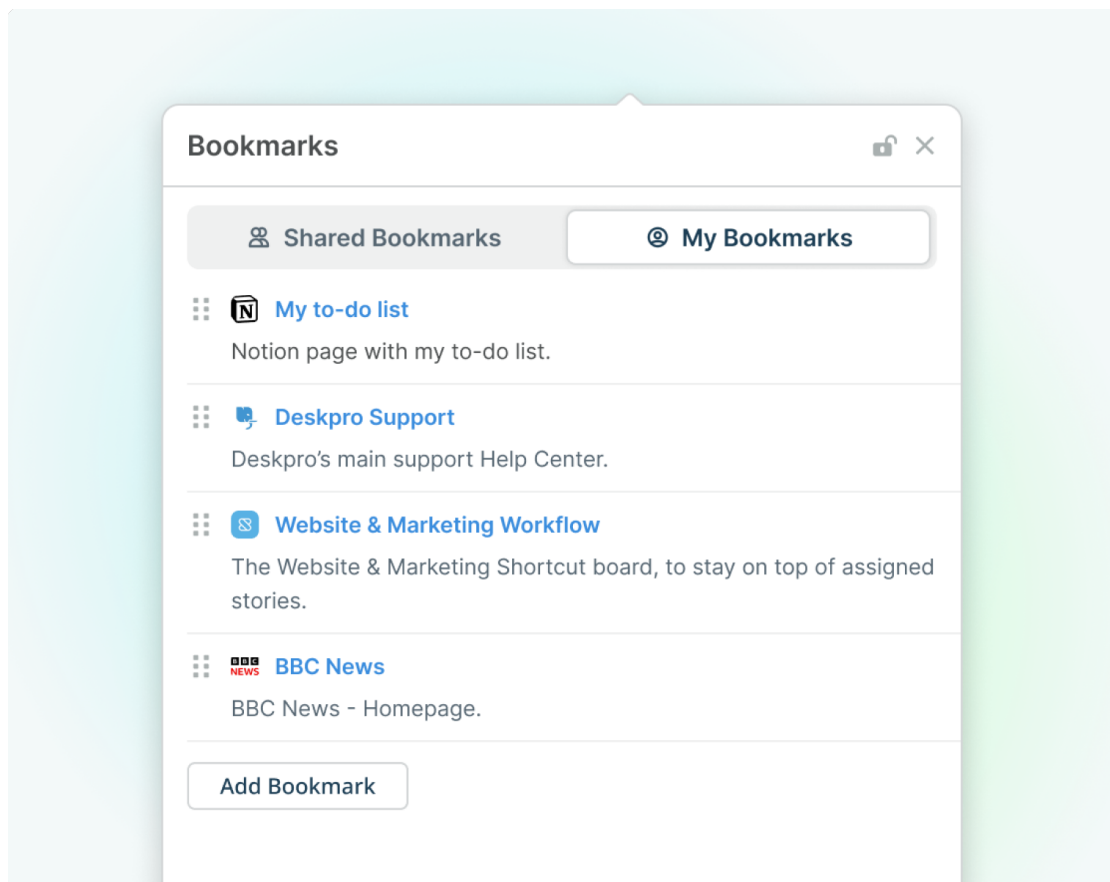 Bookmarks
Shared Bookmarks
My Bookmarks
N My to-do list
Notion page with my to-do list.
Deskpro Support
Deskpro’s main support Help Center.
Website & Marketing Workflow
The Website & Marketing Shortcut board, to stay on top of assigned
stories.
BBC NEWS BBC News
BBC News - Homepage.
Add Bookmark